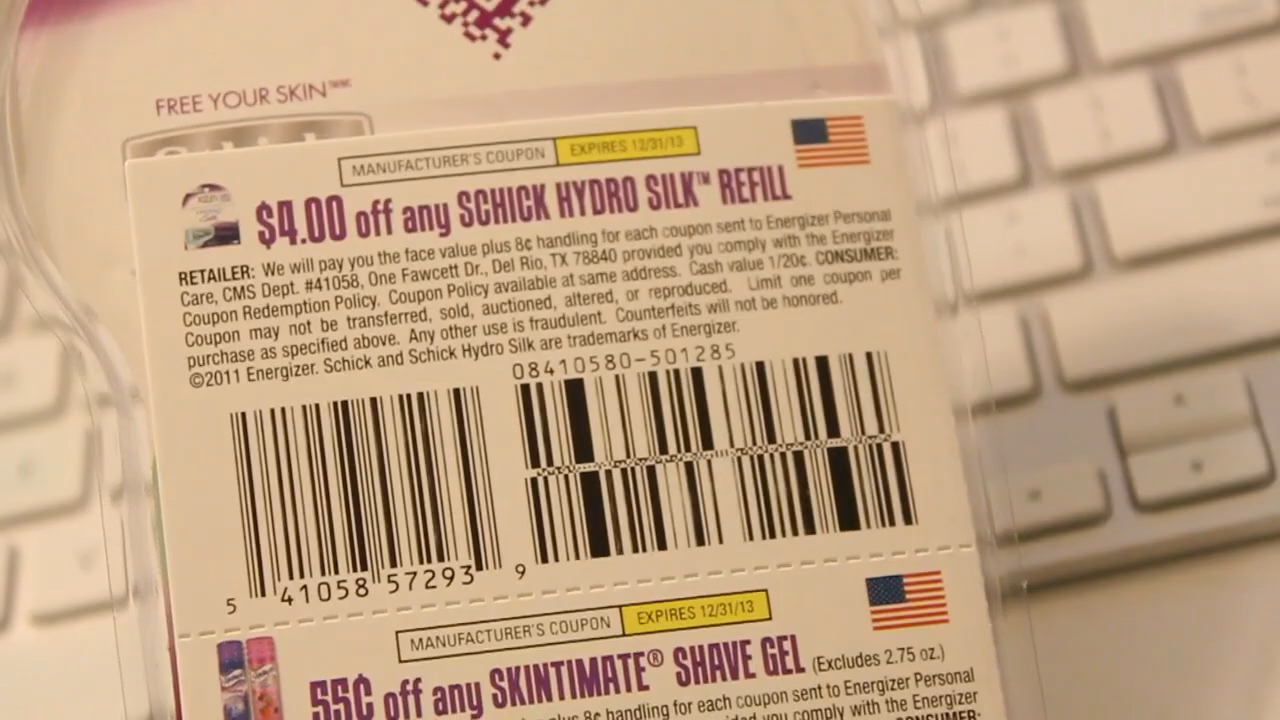 FREE YOUR SKIN™
MANUFACTURER'S COUPON EXPIRES 12/31/13
$4.00 off any SCHICK HYDRO SILK™ REFILL
RETAILER: We will pay you the face value plus 8¢ handling for each coupon sent to Energizer Personal
Care, CMS Dept. #41058, One Fawcett Dr., Del Rio, TX 78840 provided you comply with the Energizer
Coupon Redemption Policy. Coupon Policy available at same address. Cash value 1/20¢. CONSUMER:
Coupon may not be transferred, sold, auctioned, altered, or reproduced. Limit one coupon per
purchase as specified above. Any other use is fraudulent. Counterfeits will not be honored.
©2011 Energizer. Schick and Schick Hydro Silk are trademarks of Energizer.
08410580-501285
5 41058 57293 9
MANUFACTURER'S COUPON EXPIRES 12/31/13
55¢ off any SKINTIMATE® SHAVE GEL (Excludes 2.75 oz.)
plus 8¢ handling for each coupon sent to Energizer Personal
you comply with the Energizer
CONSUMER: